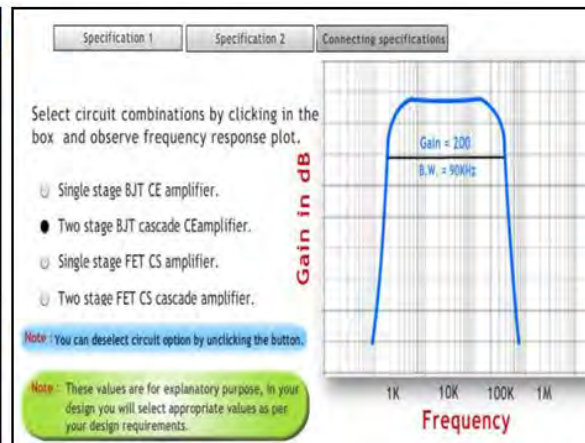 Specification 1
Specification 2
Connecting specifications
Select circuit combinations by clicking in the
box and observe frequency response plot.
Single stage BJT CE amplifier.
Two stage BJT cascade CEamplifier.
Single stage FET CS amplifier.
Two stage FET CS cascade amplifier.
Note : You can deselect circuit option by unclicking the button.
Note : These values are for explanatory purpose, in your
design you will select appropriate values as per
your design requirements.
Gain in dB
Gain = 200
B.W. = 90KHz
1K 10K 100K 1M
Frequency